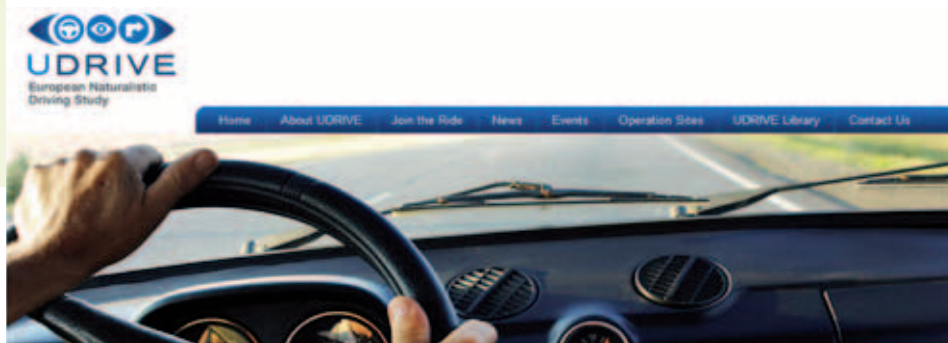 UDRIVE
European Naturalistic
Driving Study
Home About UDRIVE Join the Ride News Events Operation Sites UDRIVE Library Contact Us